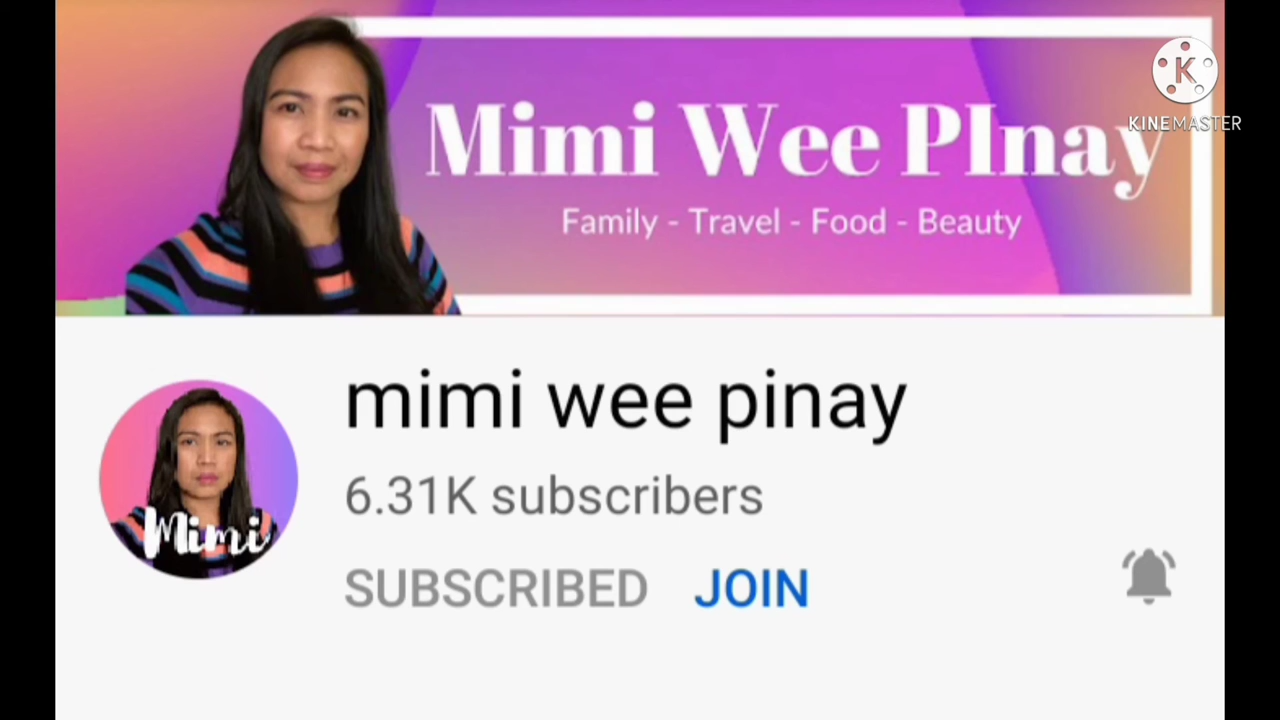 Mimi Wee PInay
Family - Travel - Food - Beauty
K
KINEMASTER
mimi wee pinay
6.31K subscribers
Mimi
SUBSCRIBED JOIN